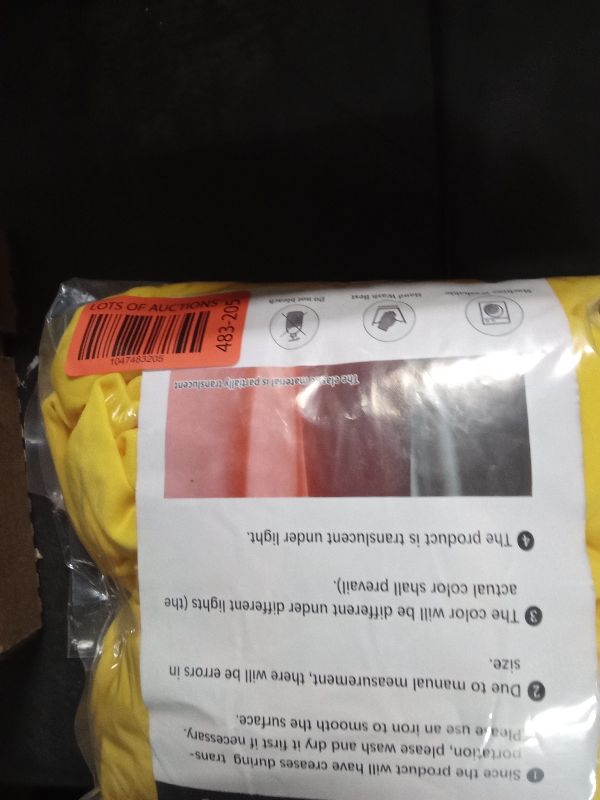 LOTS OF AUCTIONS
1047483205
483-205
1 Since the product will have creases during trans-
portation, please wash and dry it first if necessary.
Please use an iron to smooth the surface.
2 Due to manual measurement, there will be errors in
size.
3 The color will be different under different lights (the
actual color shall prevail).
4 The product is translucent under light.
The classic material is partially translucent
Machine Washable
Hand Wash Best
Do not bleach